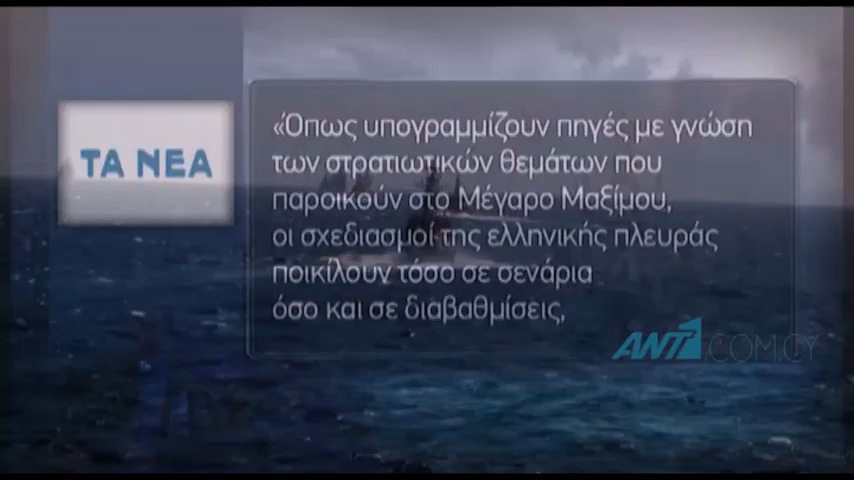 ΤΑ ΝΕΑ
«Όπως υπογραμμίζουν πηγές με γνώση
των στρατιωτικών θεμάτων που
παροικούν στο Μέγαρο Μαξίμου,
οι σχεδιασμοί της ελληνικής πλευράς
ποικίλουν τόσο σε σενάρια
όσο και σε διαβαθμίσεις,
ANT1.COM.CY